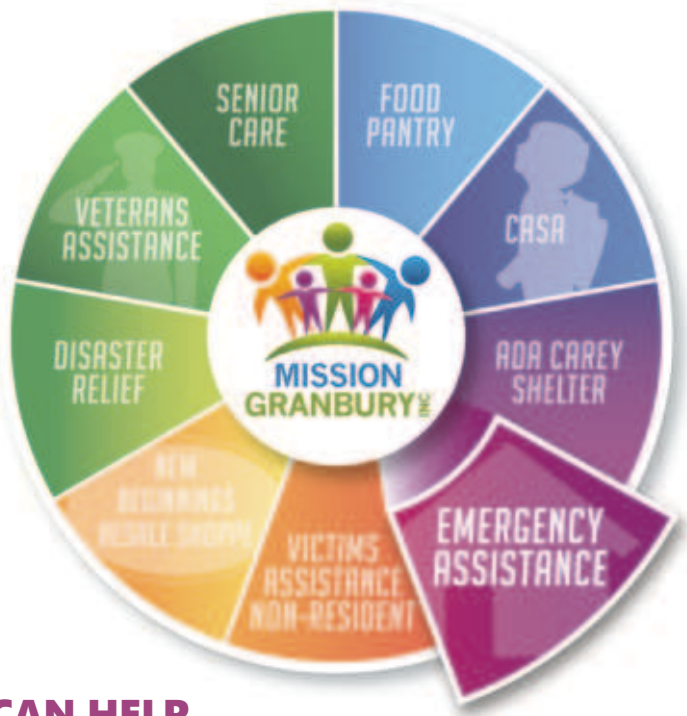 SENIOR
CARE
FOOD
PANTRY
VETERANS
ASSISTANCE
CASA
DISASTER
RELIEF
MISSION
GRANBURY INC
ADA CAREY
SHELTER
NEW
BEGINNINGS
RESALE SHOPPE
VICTIMS
ASSISTANCE
NON-RESIDENT
EMERGENCY
ASSISTANCE
CAN HELP